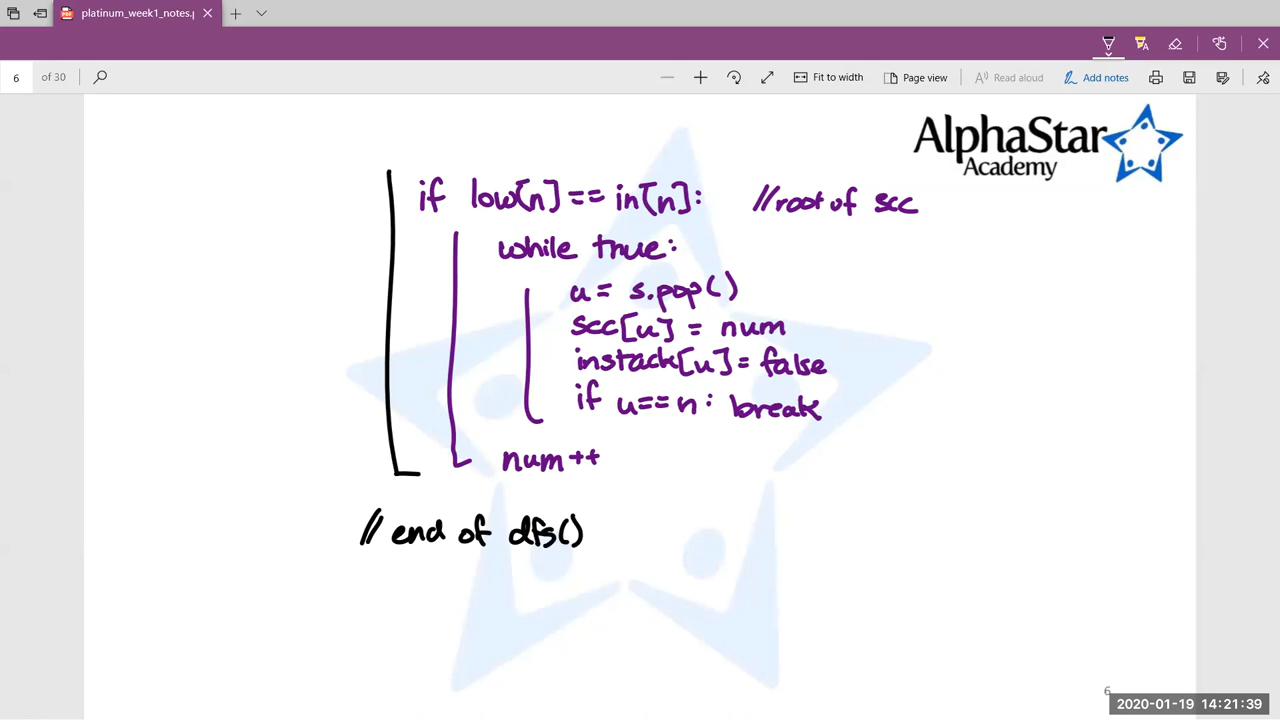 platinum_week1_notes.p
6 of 30
Fit to width
Page view
Read aloud
Add notes
AlphaStar
Academy
if low[n] == in[n]: //root of scc
while true:
u = s.pop()
scc[u] = num
instack[u] = false
if u==n: break
num++
// end of dfs()
6
2020-01-19 14:21:39